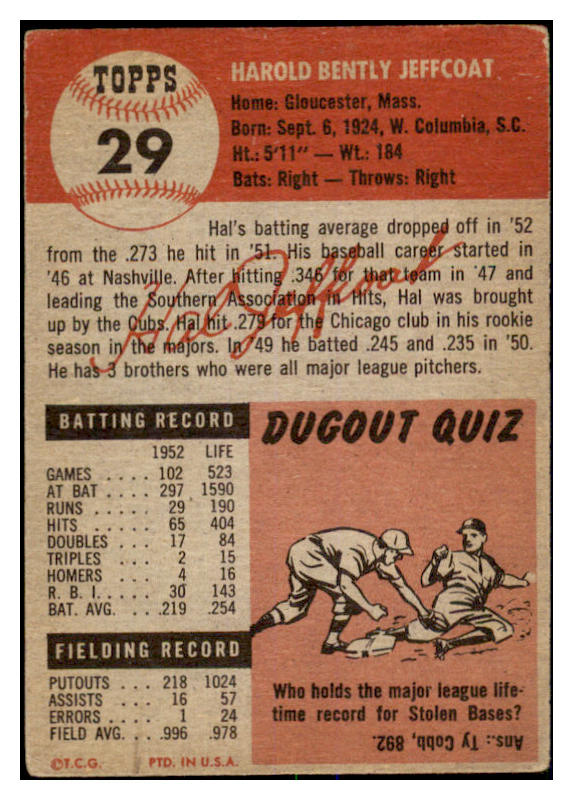 TOPPS
29
HAROLD BENTLY JEFFCOAT
Home: Gloucester, Mass.
Born: Sept. 6, 1924, W. Columbia, S.C.
Ht.: 5'11" — Wt.: 184
Bats: Right — Throws: Right
Hal's batting average dropped off in '52
from the .273 he hit in '51. His baseball career started in
'46 at Nashville. After hitting .346 for that team in '47 and
leading the Southern Association in Hits, Hal was brought
up by the Cubs. Hal hit .279 for the Chicago club in his rookie
season in the majors. In '49 he batted .245 and .235 in '50.
He has 3 brothers who were all major league pitchers.
Hal Jeffcoat
BATTING RECORD
1952 LIFE
GAMES .... 102 523
AT BAT ... 297 1590
RUNS .... 29 190
HITS .... 65 404
DOUBLES ... 17 84
TRIPLES ... 2 15
HOMERS ... 4 16
R. B. I. .... 30 143
BAT. AVG. .. .219 .254
FIELDING RECORD
PUTOUTS ... 218 1024
ASSISTS ... 16 57
ERRORS ... 1 24
FIELD AVG. .. .996 .978
©T.C.G. PTD. IN U.S.A.
DUGOUT QUIZ
Who holds the major league life-
time record for Stolen Bases?
Ans.: Ty Cobb, 892.